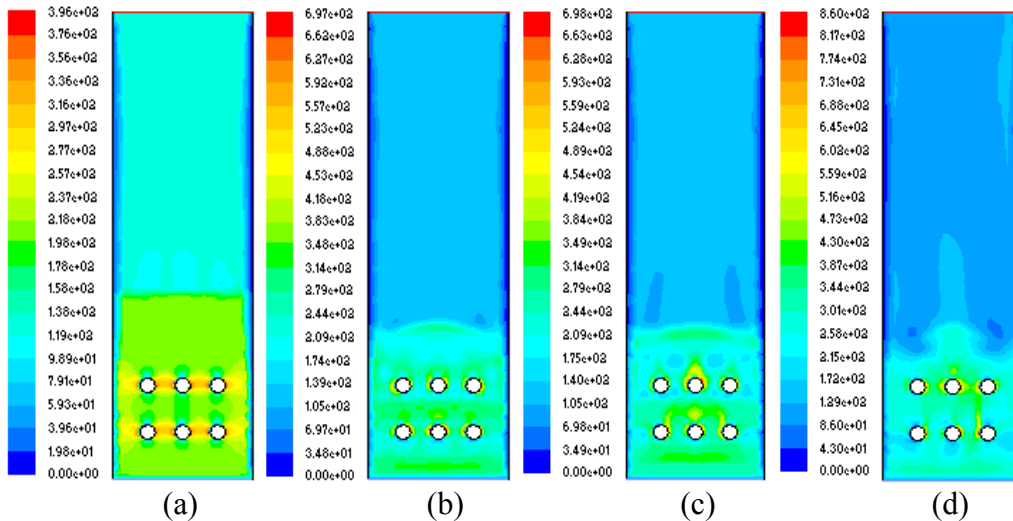 3.96e+02
3.76e+02
3.56e+02
3.36e+02
3.16e+02
2.97e+02
2.77e+02
2.57e+02
2.37e+02
2.18e+02
1.98e+02
1.78e+02
1.58e+02
1.38e+02
1.19e+02
9.89e+01
7.91e+01
5.93e+01
3.96e+01
1.98e+01
0.00e+00
(a)
6.97e+02
6.62e+02
6.27e+02
5.92e+02
5.57e+02
5.23e+02
4.88e+02
4.53e+02
4.18e+02
3.83e+02
3.48e+02
3.14e+02
2.79e+02
2.44e+02
2.09e+02
1.74e+02
1.39e+02
1.05e+02
6.97e+01
3.48e+01
0.00e+00
(b)
6.98e+02
6.63e+02
6.28e+02
5.93e+02
5.59e+02
5.24e+02
4.89e+02
4.54e+02
4.19e+02
3.84e+02
3.49e+02
3.14e+02
2.79e+02
2.44e+02
2.09e+02
1.75e+02
1.40e+02
1.05e+02
6.98e+01
3.49e+01
0.00e+00
(c)
8.60e+02
8.17e+02
7.74e+02
7.31e+02
6.88e+02
6.45e+02
6.02e+02
5.59e+02
5.16e+02
4.73e+02
4.30e+02
3.87e+02
3.44e+02
3.01e+02
2.58e+02
2.15e+02
1.72e+02
1.29e+02
8.60e+01
4.30e+01
0.00e+00
(d)